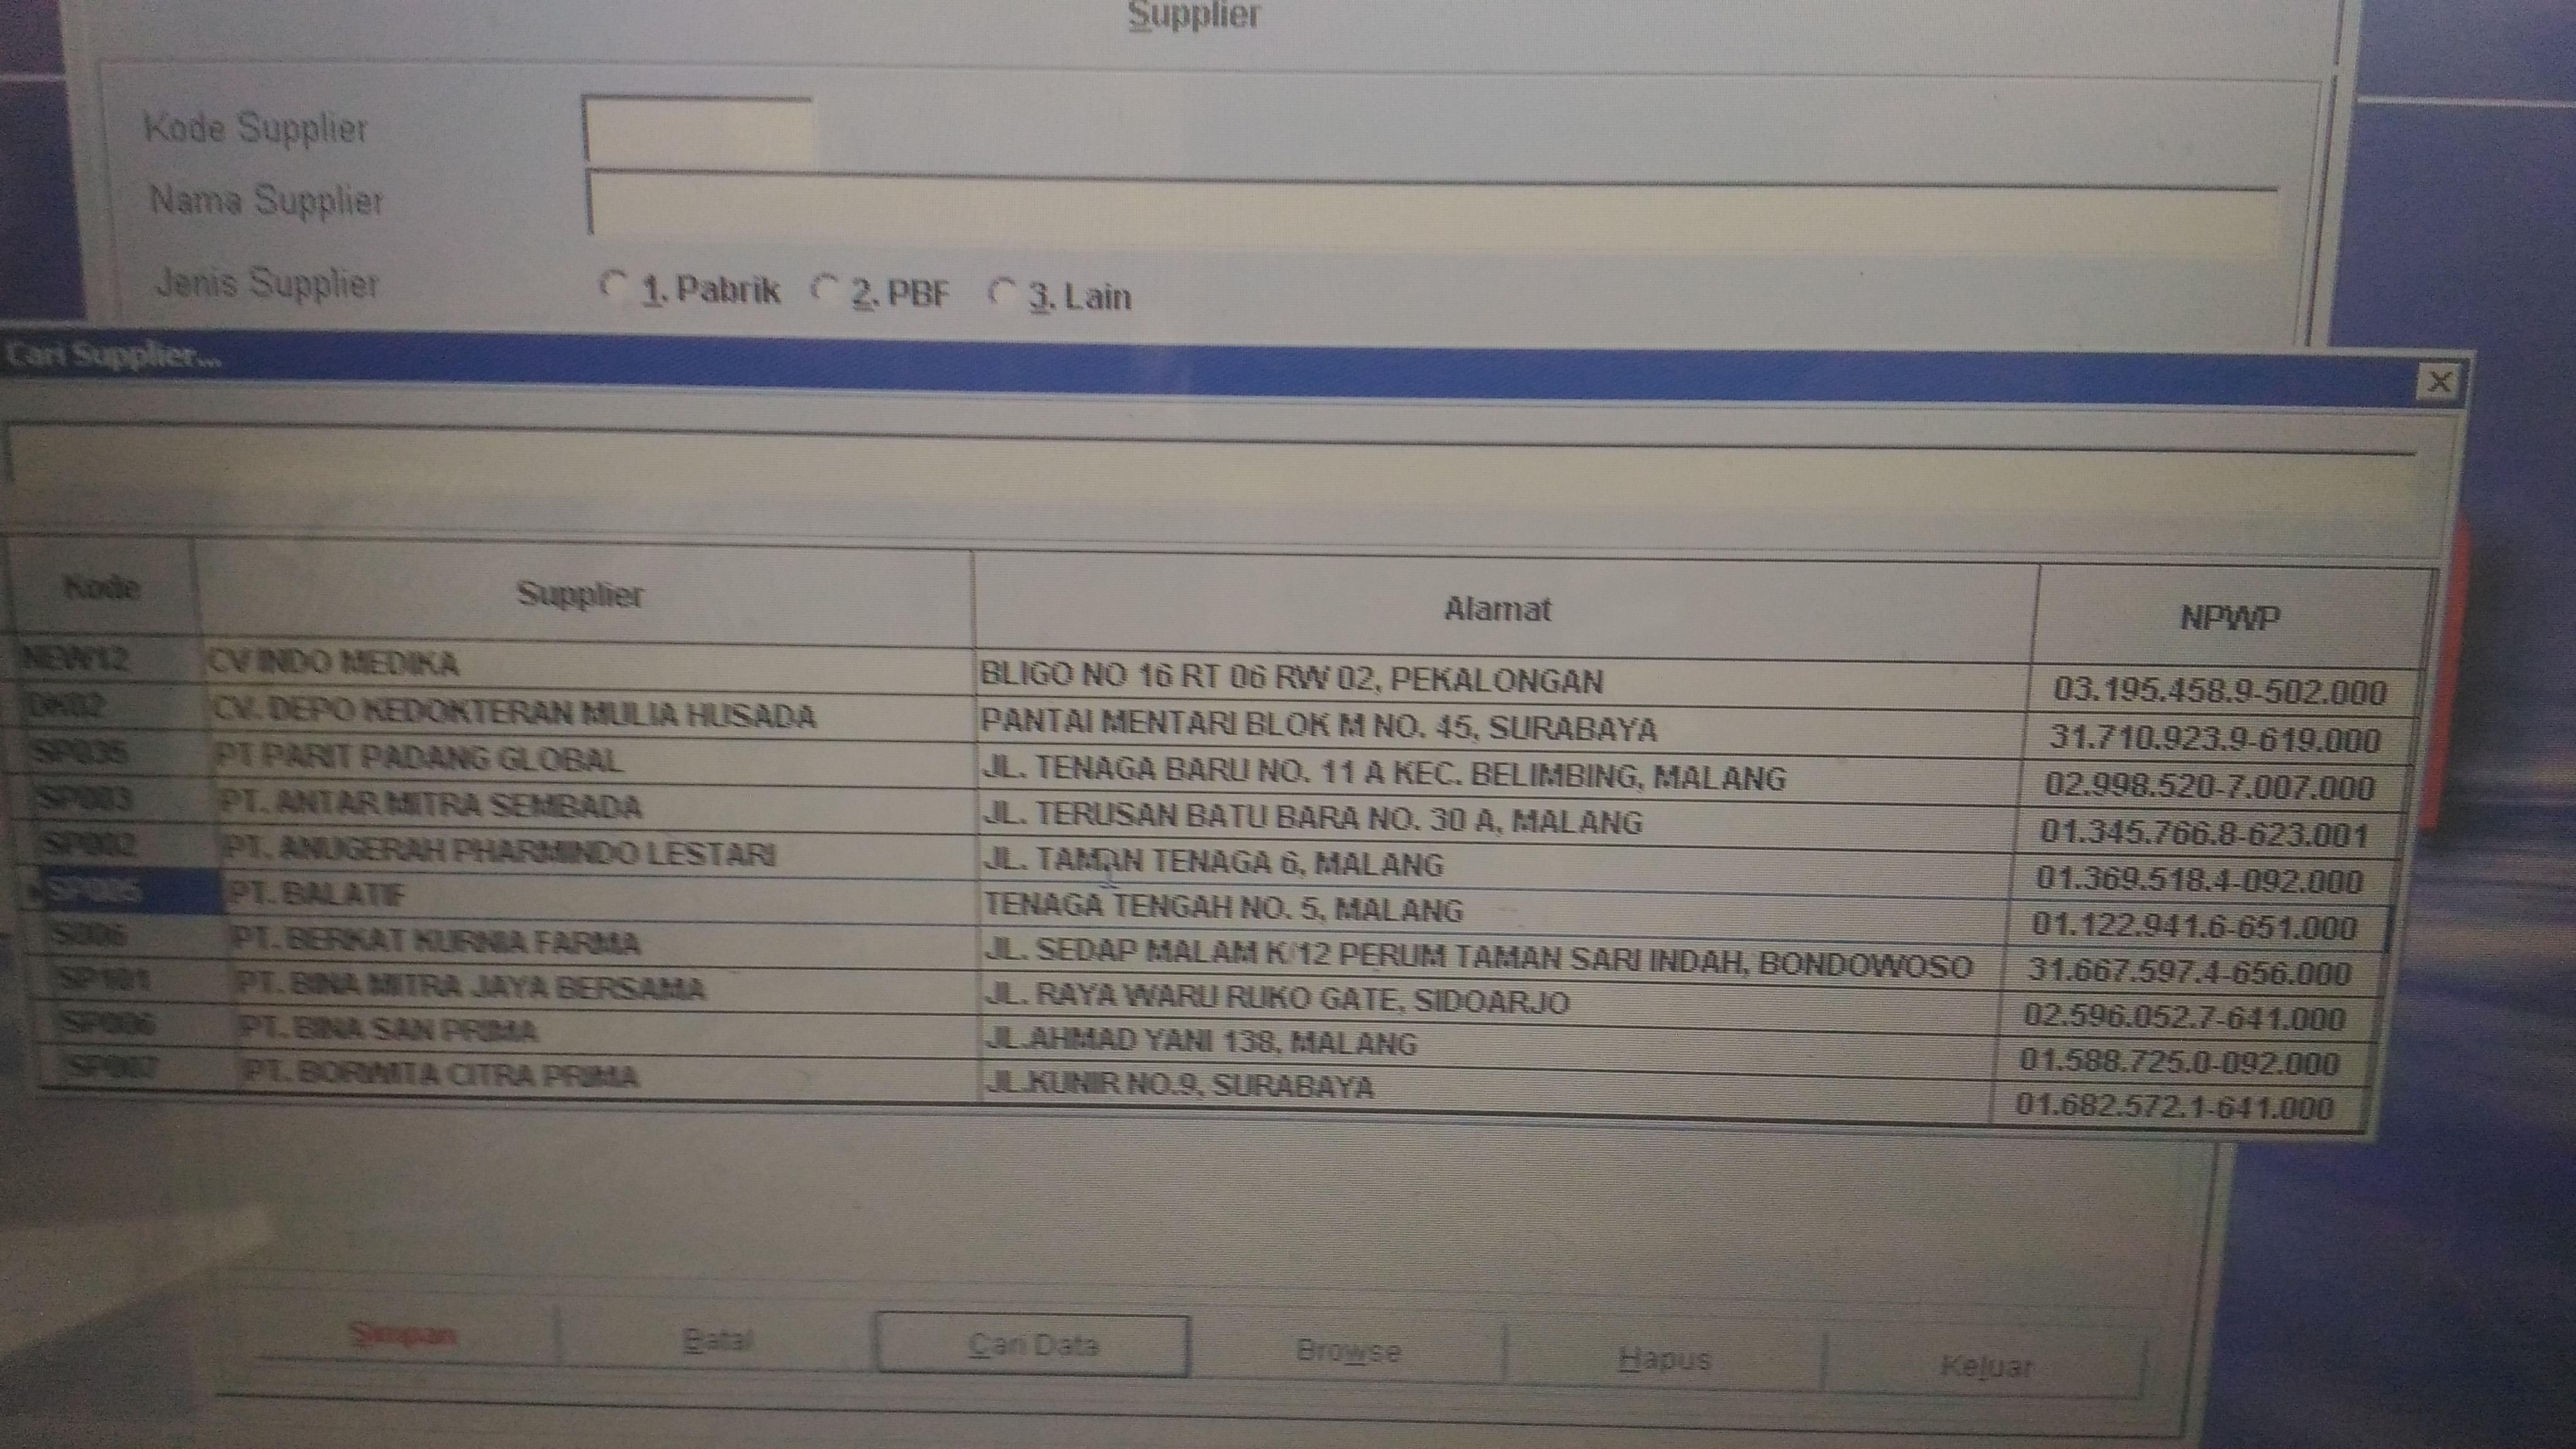 Supplier
Kode Supplier
Nama Supplier
Jenis Supplier 1. Pabrik 2. PBF 3. Lain
Cari Supplier...
Kode Supplier Alamat NPWP
NEW12 CV INDO MEDIKA BLIGO NO 16 RT 06 RW 02, PEKALONGAN 03.195.458.9-502.000
DK02 CV. DEPO KEDOKTERAN MULIA HUSADA PANTAI MENTARI BLOK M NO. 45, SURABAYA 31.710.923.9-619.000
SP035 PT PARIT PADANG GLOBAL JL. TENAGA BARU NO. 11 A KEC. BELIMBING, MALANG 02.998.520-7.007.000
SP003 PT. ANTAR MITRA SEMBADA JL. TERUSAN BATU BARA NO. 30 A, MALANG 01.345.766.8-623.001
SP002 PT. ANUGERAH PHARMINDO LESTARI JL. TAMAN TENAGA 6, MALANG 01.369.518.4-092.000
PT. BALATIF TENAGA TENGAH NO. 5, MALANG 01.122.941.6-651.000
S006 PT. BERKAT KURNIA FARMA JL. SEDAP MALAM K/12 PERUM TAMAN SARI INDAH, BONDOWOSO 31.667.597.4-656.000
SP101 PT. BINA MITRA JAYA BERSAMA JL. RAYA WARU RUKO GATE, SIDOARJO 02.596.052.7-641.000
SP006 PT. BINA SAN PRIMA JL.AHMAD YANI 138, MALANG 01.588.725.0-092.000
SP007 PT. BORWITA CITRA PRIMA JL.KUNIR NO.9, SURABAYA 01.682.572.1-641.000
Simpan Batal Cari Data Browse Hapus Keluar